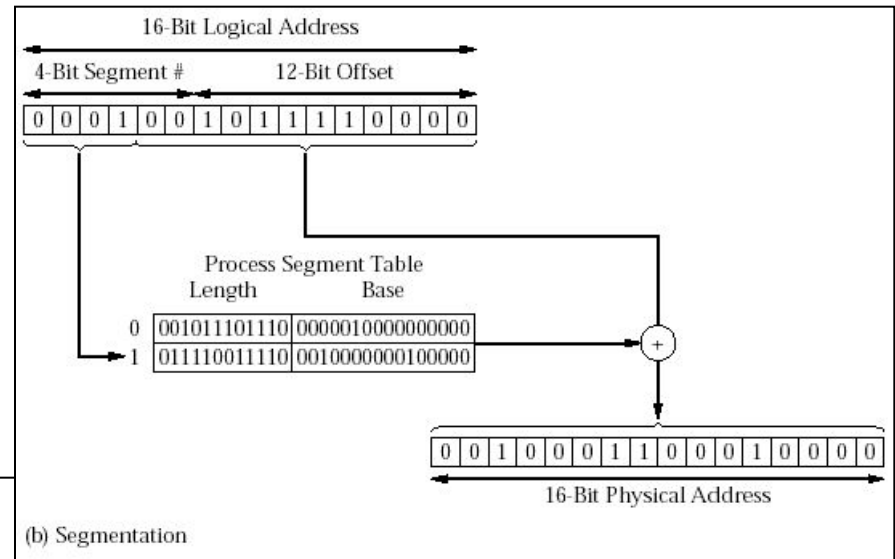 16-Bit Logical Address
4-Bit Segment # 12-Bit Offset
0 0 0 1 0 0 1 0 1 1 1 1 0 0 0 0
Process Segment Table
Length Base
0 001011101110 0000010000000000
1 011110011110 0010000000100000
+
0 0 1 0 0 0 1 1 0 0 0 1 0 0 0 0
16-Bit Physical Address
(b) Segmentation